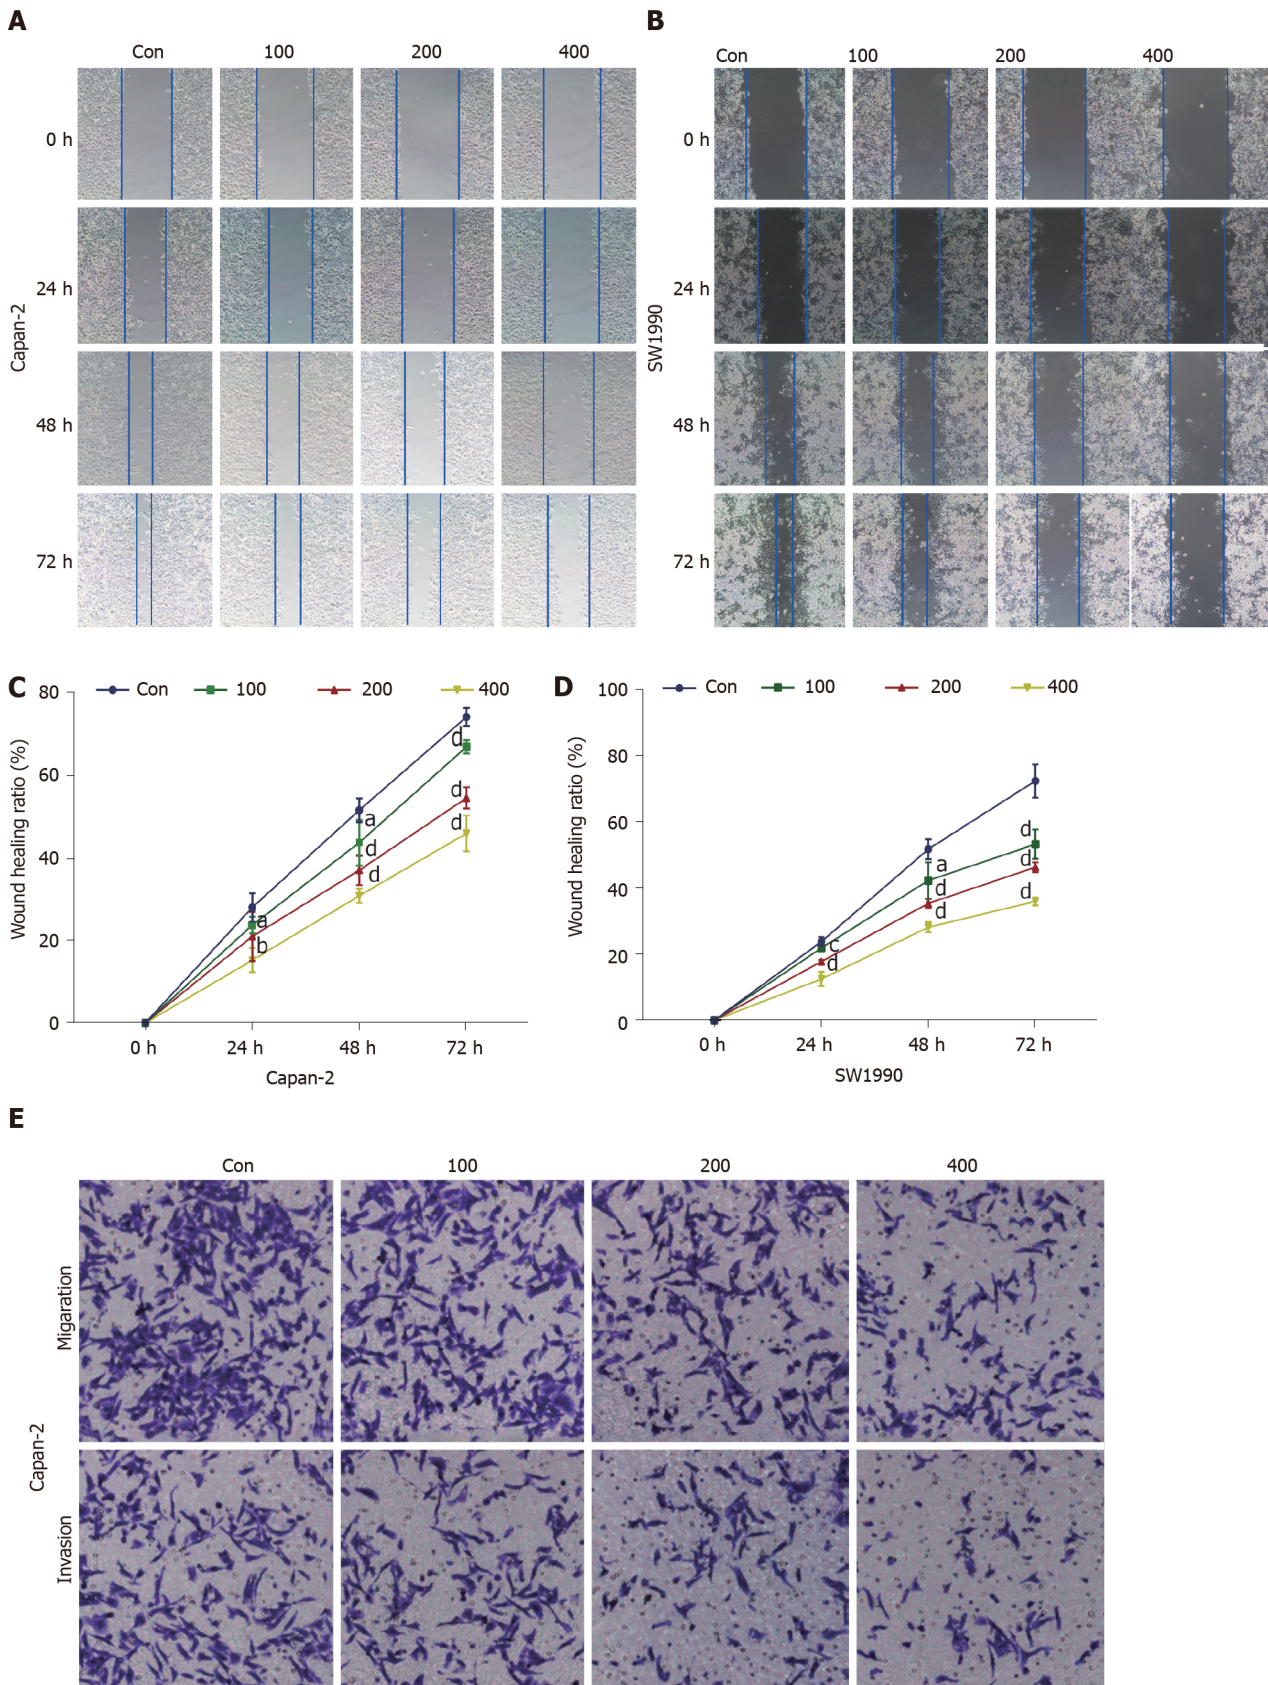 A
B
Con 100 200 400
Con 100 200 400
0 h
24 h
48 h
72 h
Capan-2
0 h
24 h
48 h
72 h
SW1990
C
Con 100 200 400
Wound healing ratio (%)
80
60
40
20
0
a
b
a
d
d
d
d
d
0 h 24 h 48 h 72 h
Capan-2
D
Con 100 200 400
Wound healing ratio (%)
100
80
60
40
20
0
c
d
a
d
d
d
d
d
0 h 24 h 48 h 72 h
SW1990
E
Con 100 200 400
Migaration
Invasion
Capan-2